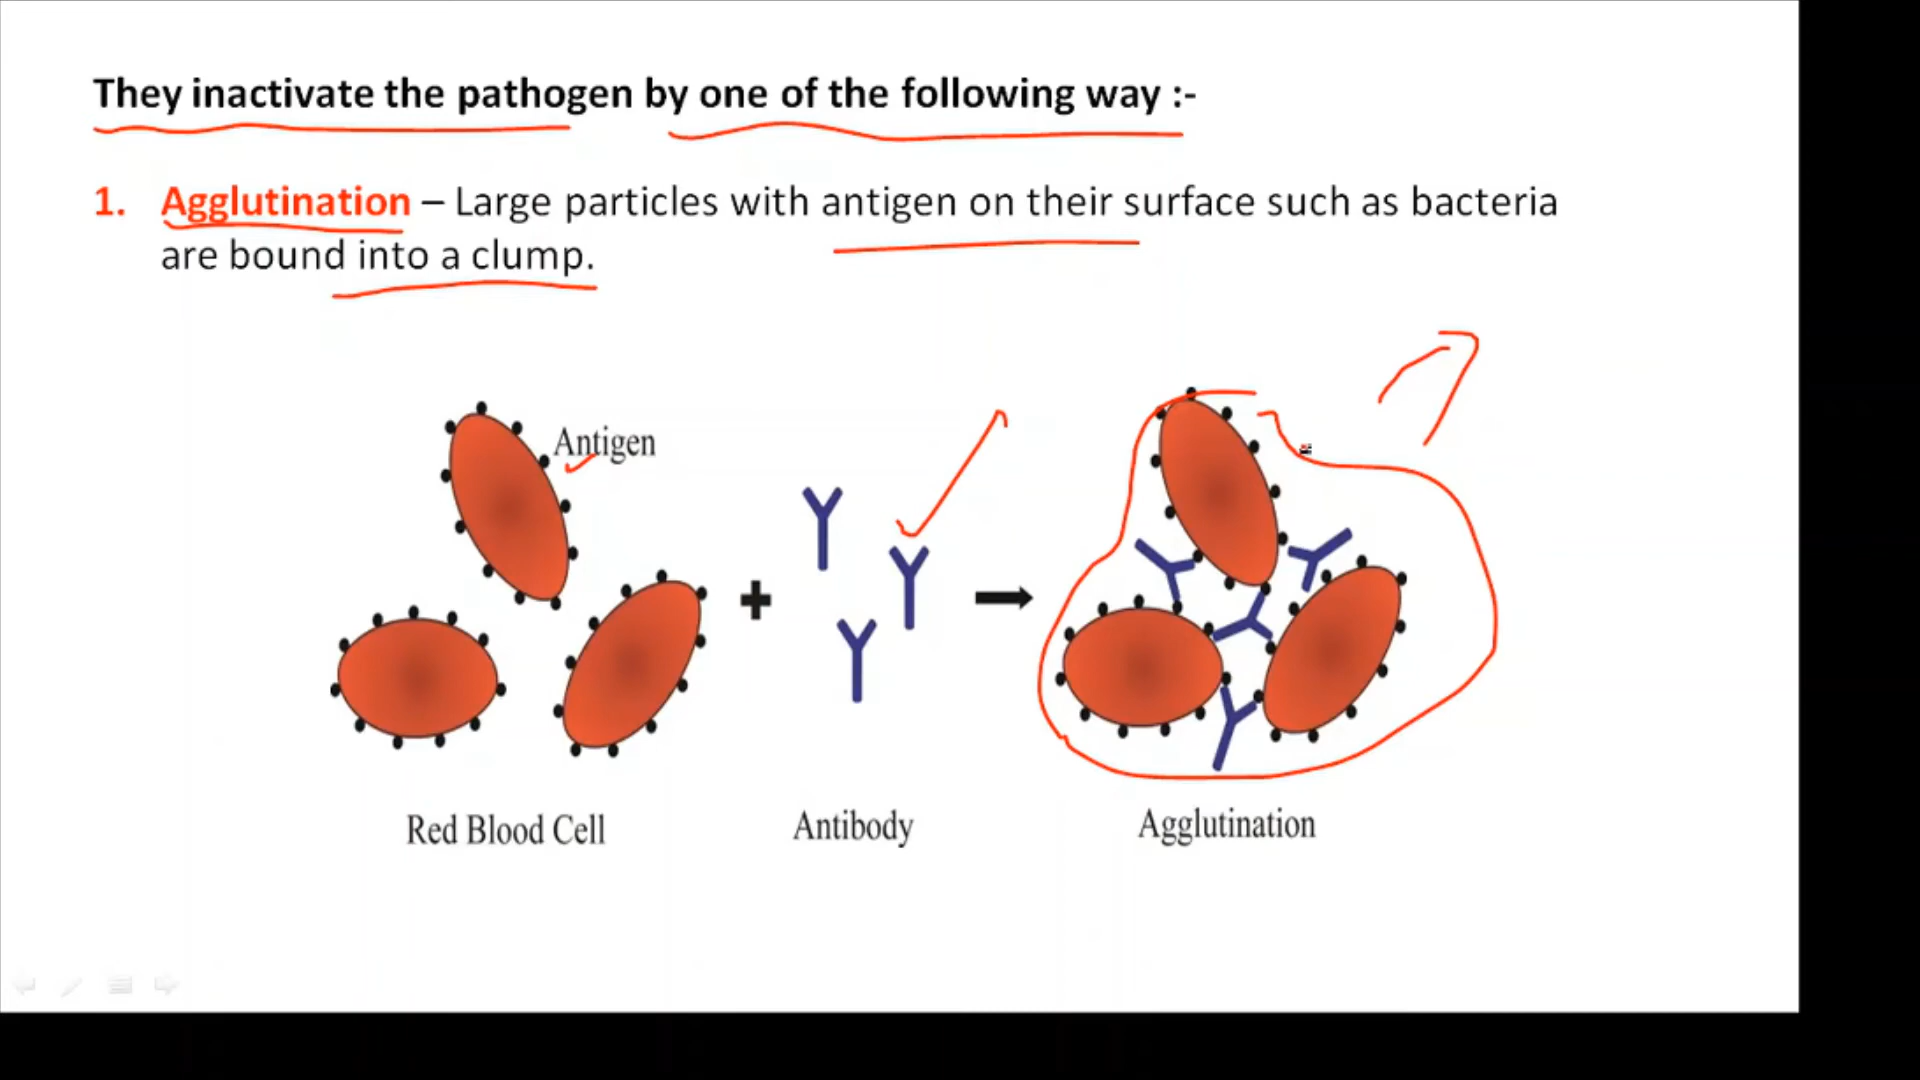 They inactivate the pathogen by one of the following way :-
1. Agglutination – Large particles with antigen on their surface such as bacteria
are bound into a clump.
Antigen
Red Blood Cell
Antibody
Agglutination